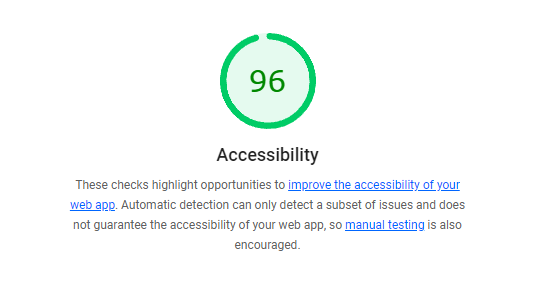 96
Accessibility
These checks highlight opportunities to improve the accessibility of your
web app. Automatic detection can only detect a subset of issues and does
not guarantee the accessibility of your web app, so manual testing is also
encouraged.